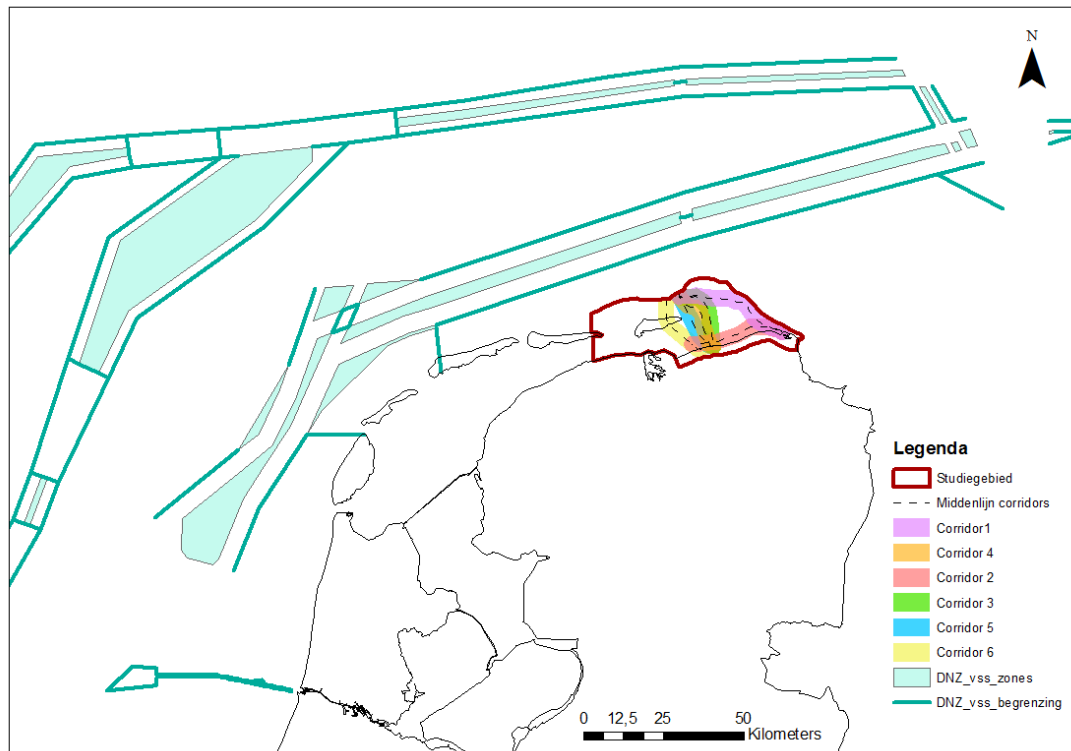 N
Legenda
Studiegebied
Middenlijn corridors
Corridor1
Corridor 4
Corridor 2
Corridor 3
Corridor 5
Corridor 6
DNZ_vss_zones
DNZ_vss_begrenzing
0 12,5 25 50
Kilometers